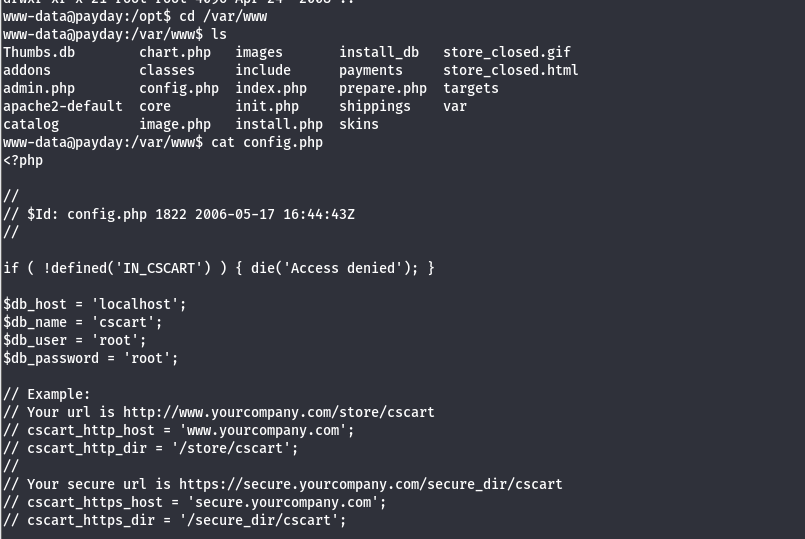 drwxr-xr-x 21 root root 4096 Apr 24  2008 ..
www-data@payday:/opt$ cd /var/www
www-data@payday:/var/www$ ls
Thumbs.db        chart.php   images       install_db   store_closed.gif
addons           classes     include      payments     store_closed.html
admin.php        config.php  index.php    prepare.php  targets
apache2-default  core        init.php     shippings    var
catalog          image.php   install.php  skins
www-data@payday:/var/www$ cat config.php
<?php

//
// $Id: config.php 1822 2006-05-17 16:44:43Z
//

if ( !defined('IN_CSCART') ) { die('Access denied'); }

$db_host = 'localhost';
$db_name = 'cscart';
$db_user = 'root';
$db_password = 'root';

// Example:
// Your url is http://www.yourcompany.com/store/cscart
// cscart_http_host = 'www.yourcompany.com';
// cscart_http_dir = '/store/cscart';
//
// Your secure url is https://secure.yourcompany.com/secure_dir/cscart
// cscart_https_host = 'secure.yourcompany.com';
// cscart_https_dir = '/secure_dir/cscart';